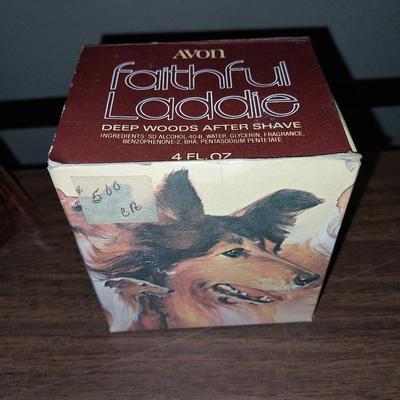 AVON
faithful
Laddie
DEEP WOODS AFTER SHAVE
INGREDIENTS: SD ALCOHOL 40-B, WATER, GLYCERIN, FRAGRANCE,
BENZOPHENONE-2, BHA, PENTASODIUM PENTETATE
4 FL. OZ.
$5.00
CB